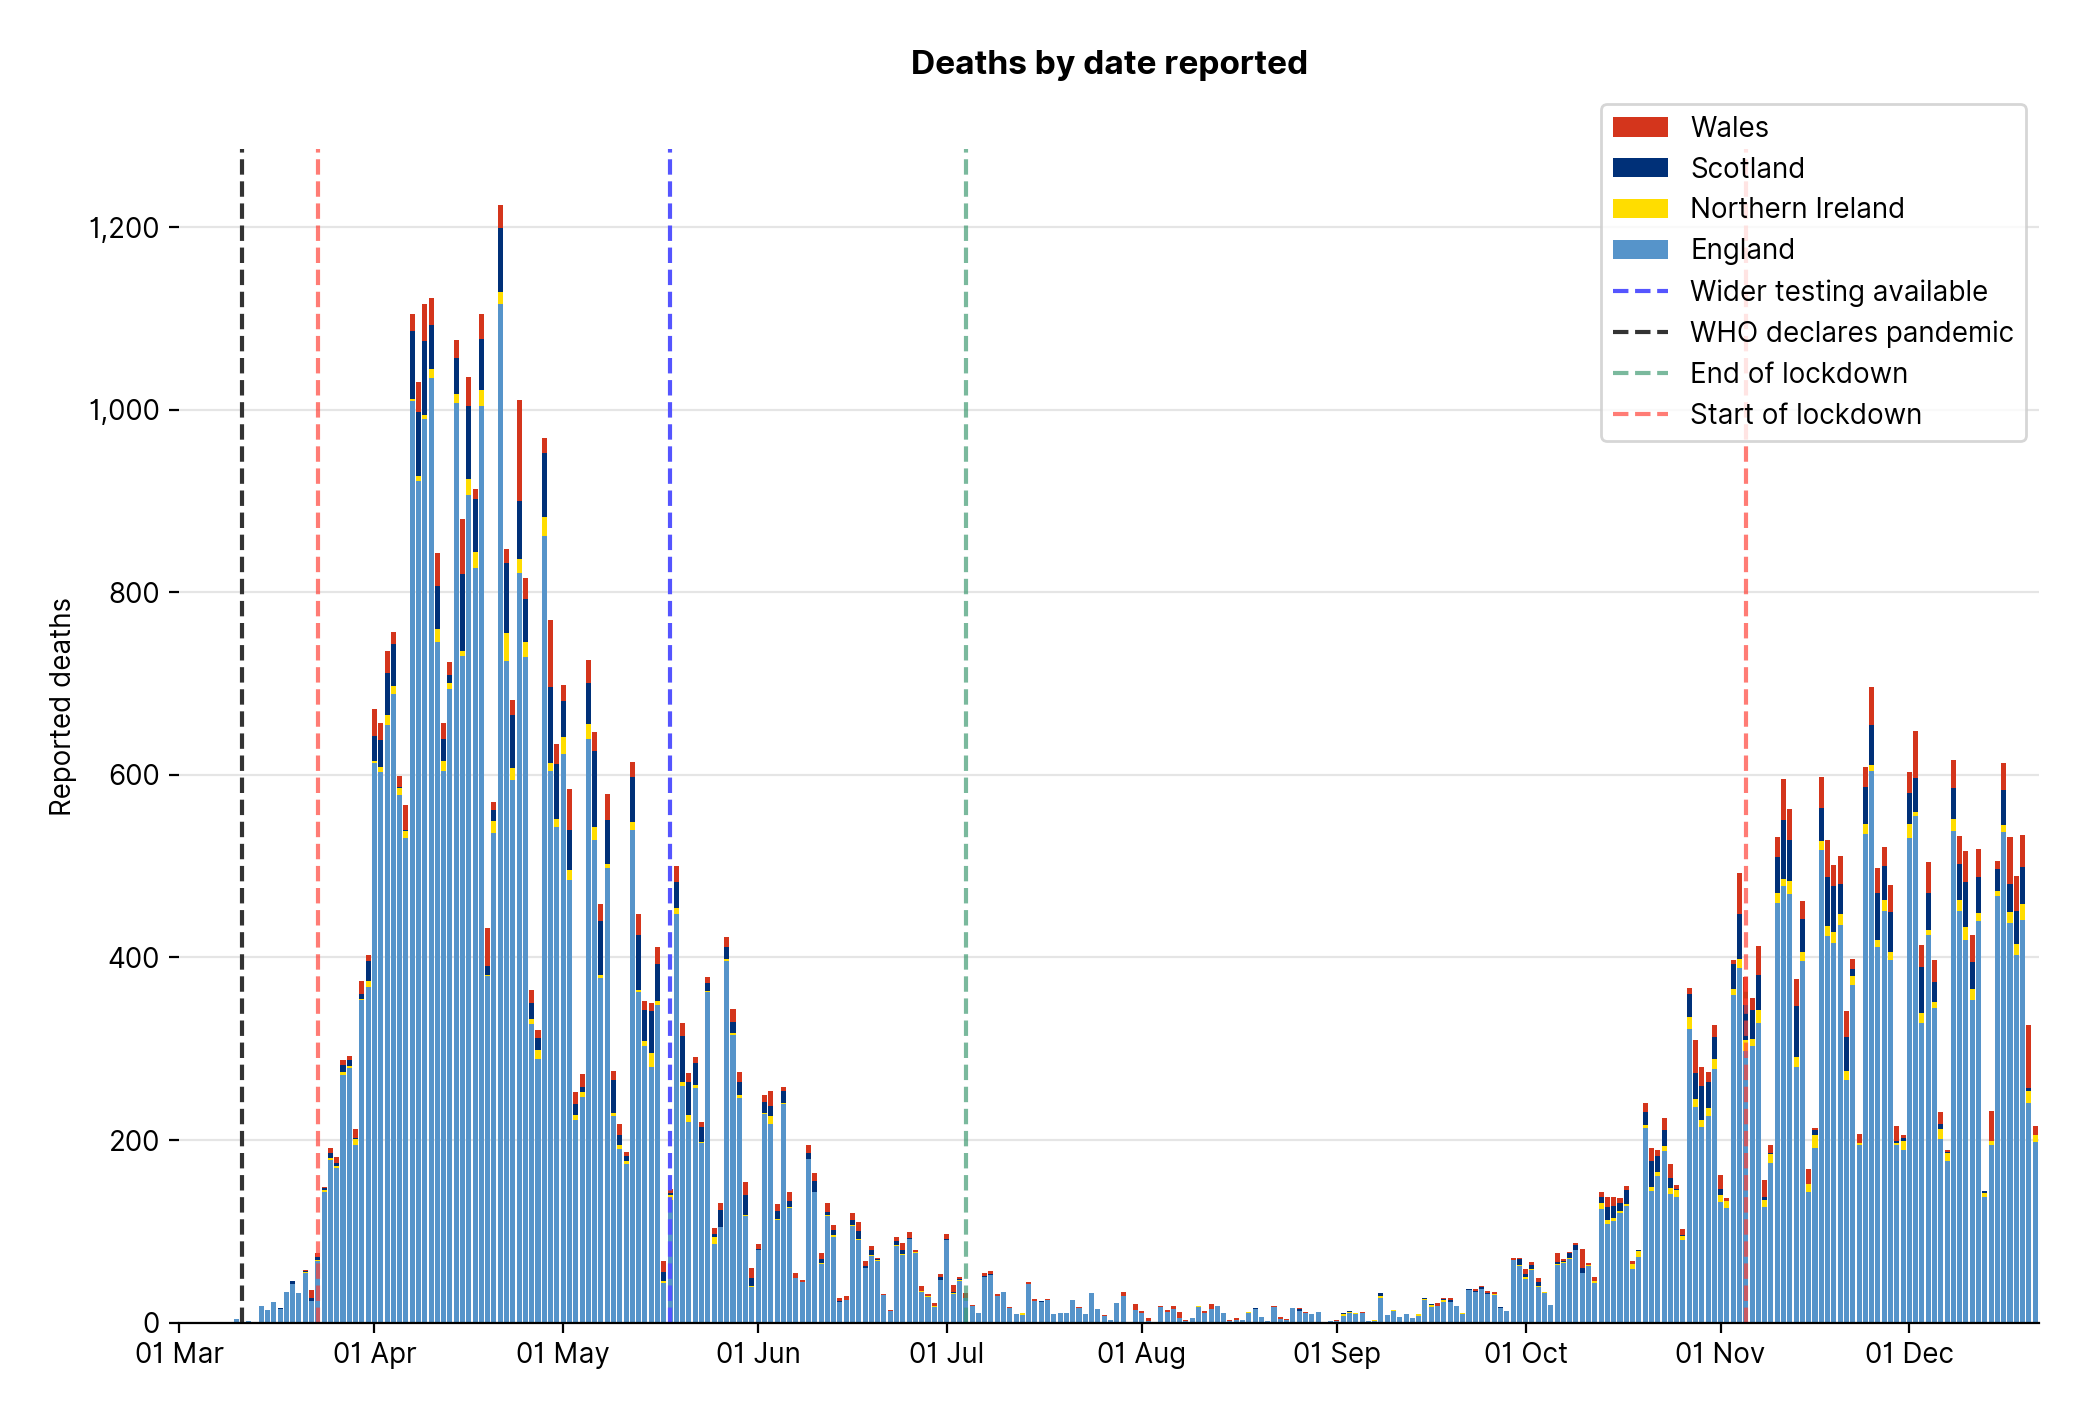 Deaths by date reported
Wales
Scotland
Northern Ireland
England
Wider testing available
WHO declares pandemic
End of lockdown
Start of lockdown
1,200
1,000
800
600
400
200
0
Reported deaths
01 Mar
01 Apr
01 May
01 Jun
01 Jul
01 Aug
01 Sep
01 Oct
01 Nov
01 Dec